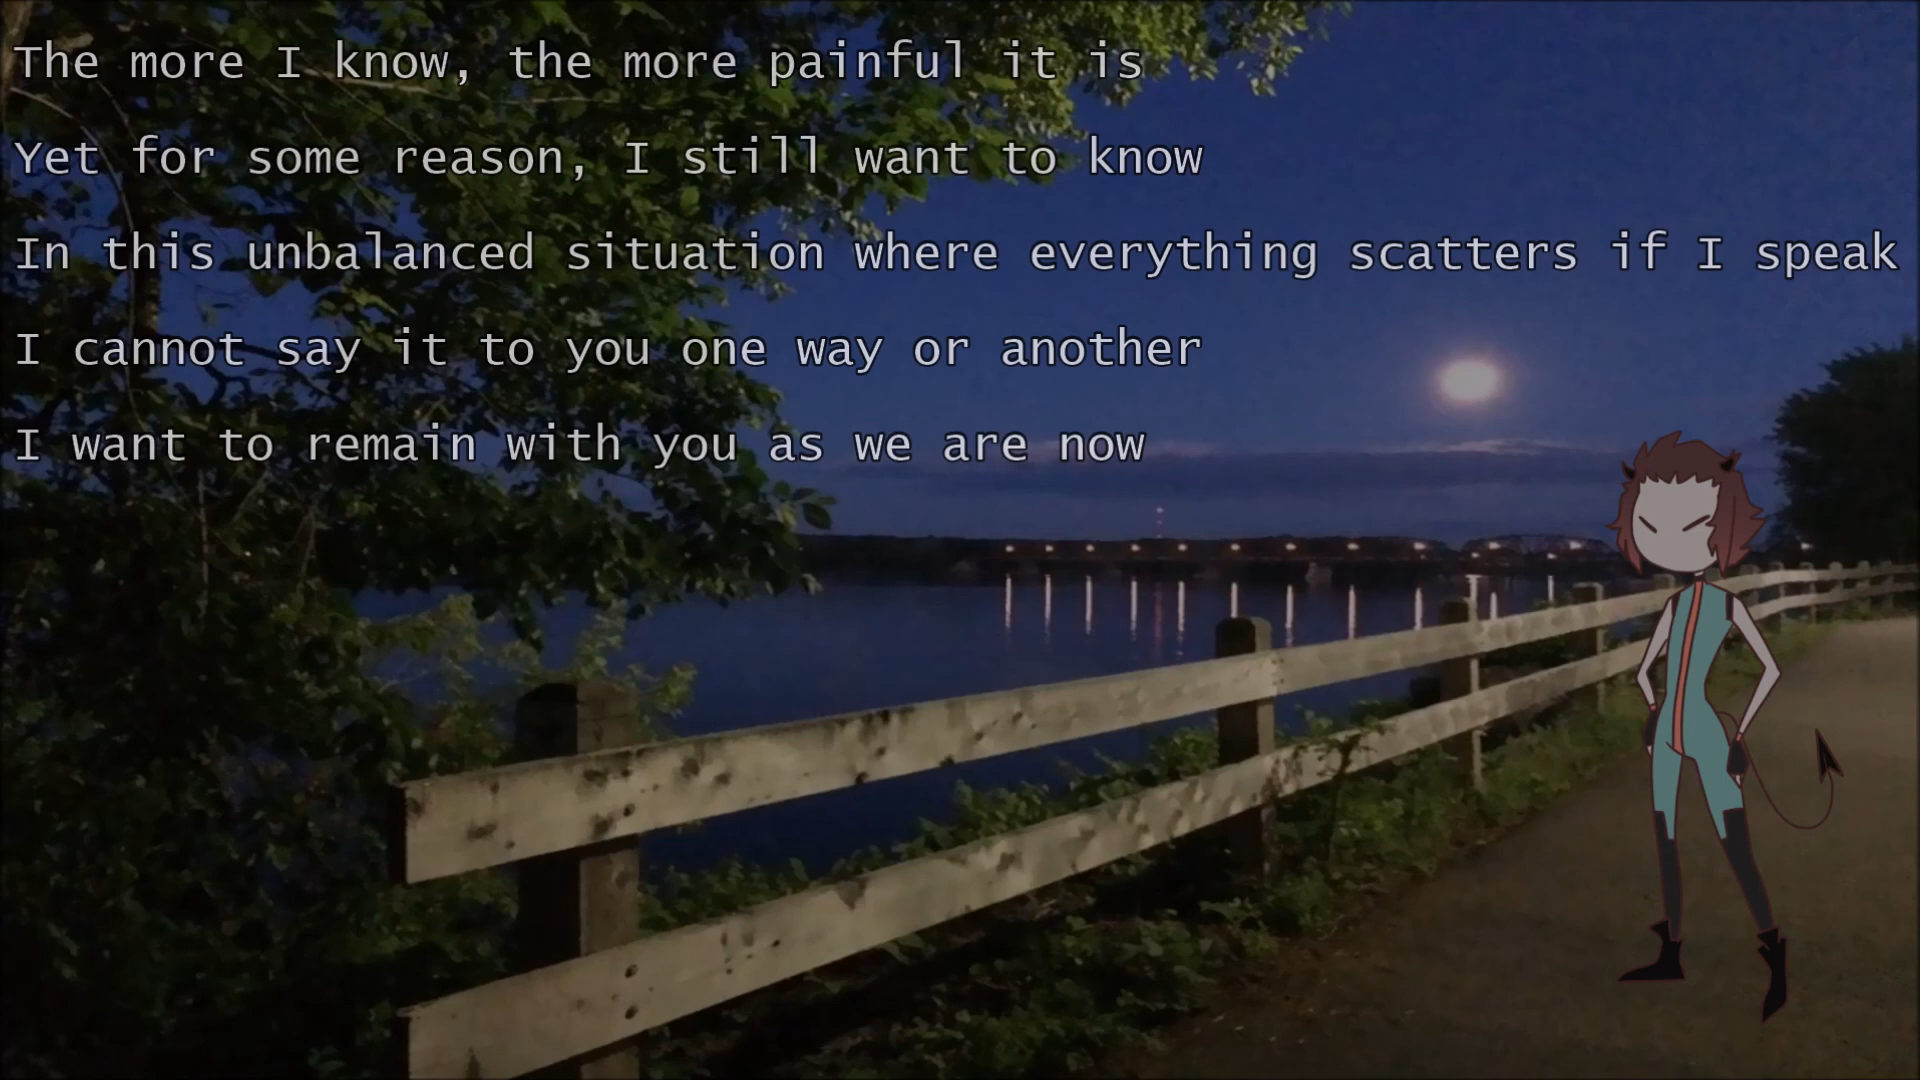 The more I know, the more painful it is
Yet for some reason, I still want to know
In this unbalanced situation where everything scatters if I speak
I cannot say it to you one way or another
I want to remain with you as we are now